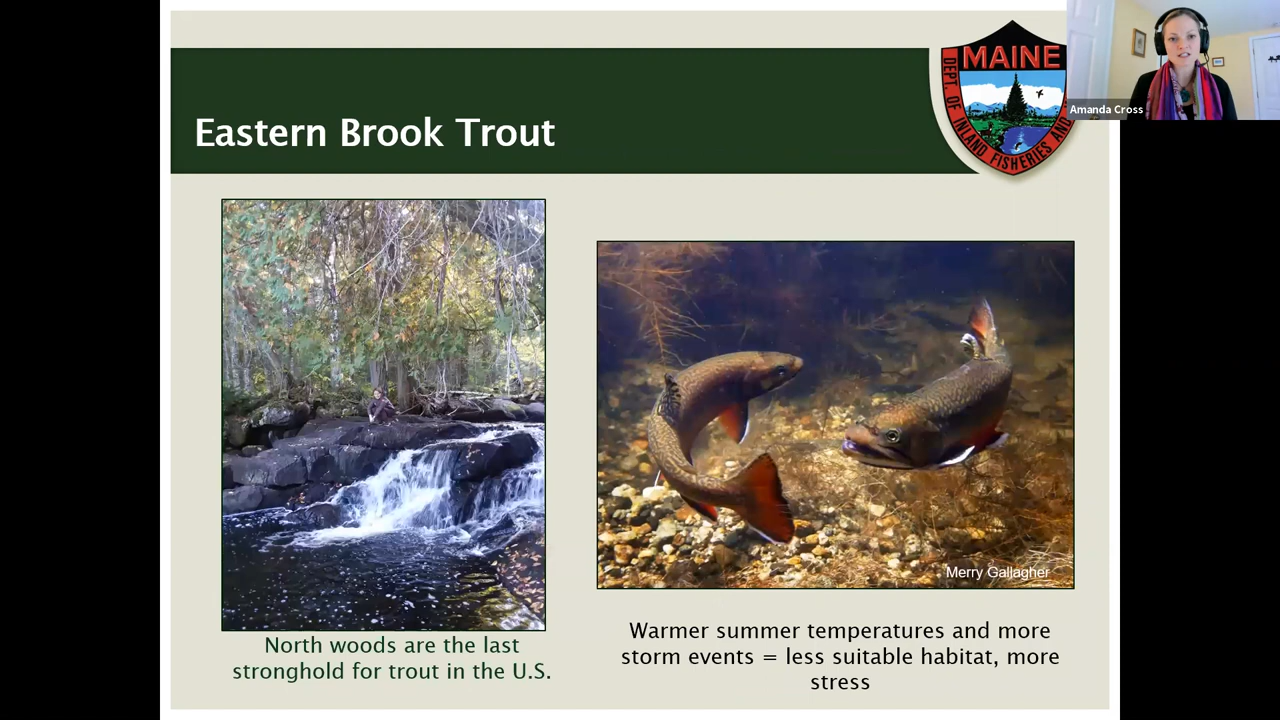 MAINE
DEPT. OF INLAND FISHERIES AND
Amanda Cross
Eastern Brook Trout
Merry Gallagher
North woods are the last
stronghold for trout in the U.S.
Warmer summer temperatures and more
storm events = less suitable habitat, more
stress